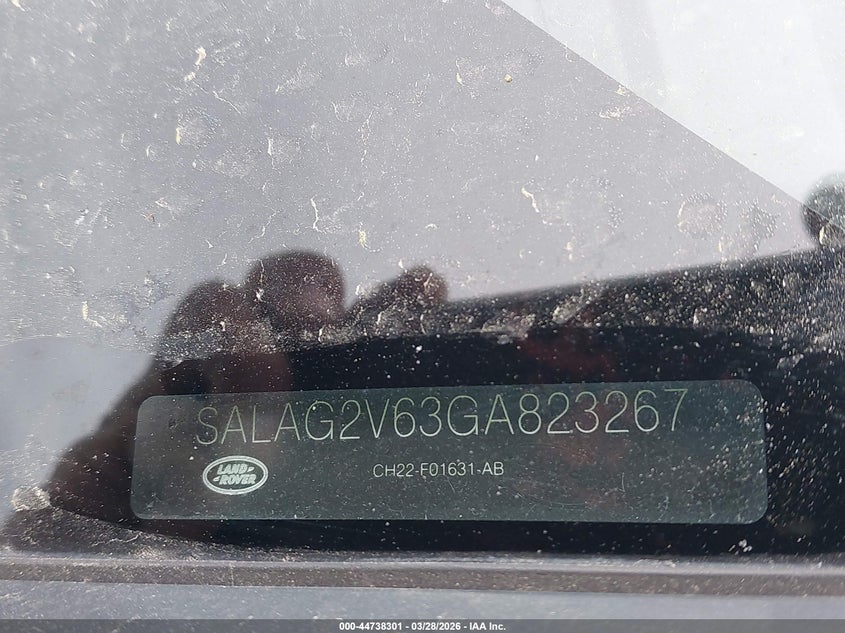 SALAG2V63GA823267
LAND-
-ROVER
CH22-F01631-AB
000-44738301 - 03/28/2026 - IAA Inc.